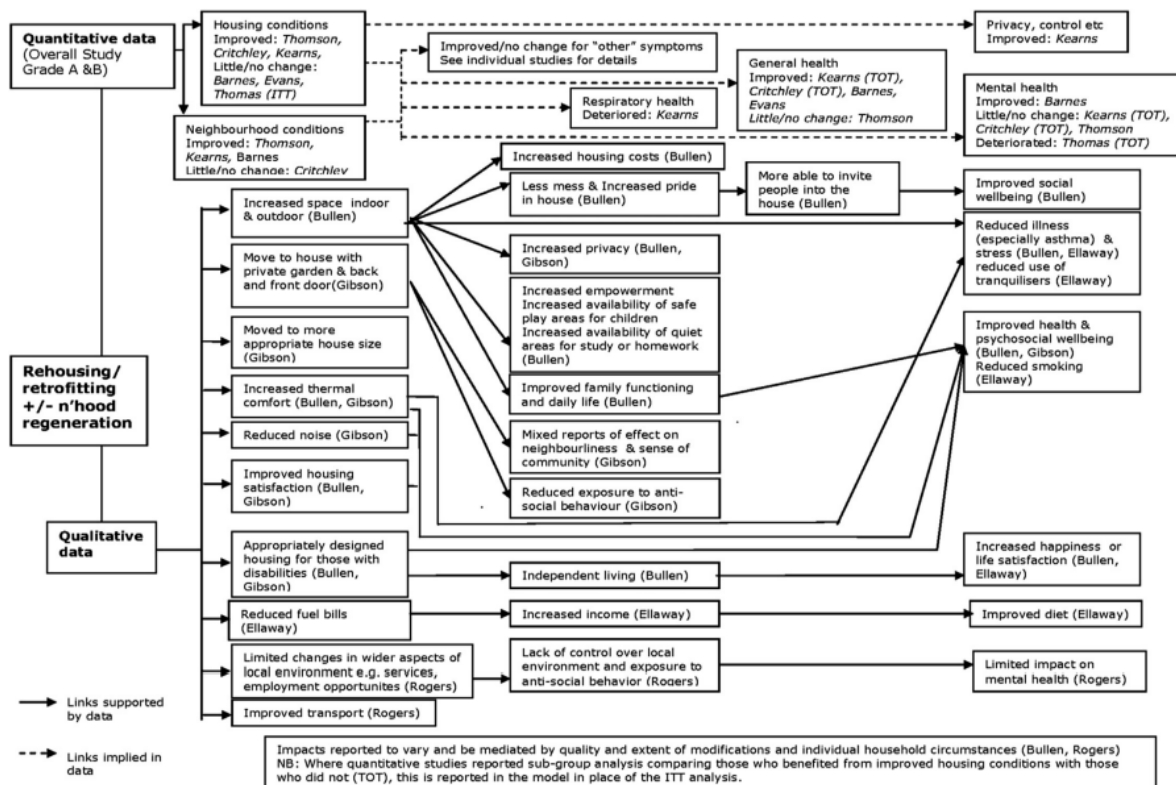 Quantitative data
(Overall Study
Grade A &B)
Housing conditions
Improved: Thomson,
Critchley, Kearns,
Little/no change:
Barnes, Evans,
Thomas (ITT)
Neighbourhood conditions
Improved: Thomson,
Kearns, Barnes
Little/no change: Critchley
Improved/no change for “other” symptoms
See individual studies for details
Respiratory health
Deteriorated: Kearns
General health
Improved: Kearns (TOT),
Critchley (TOT), Barnes,
Evans
Little/no change: Thomson
Privacy, control etc
Improved: Kearns
Mental health
Improved: Barnes
Little/no change: Kearns (TOT),
Critchley (TOT), Thomson
Deteriorated: Thomas (TOT)
Rehousing/
retrofitting
+/- n’hood
regeneration
Qualitative
data
Increased space indoor
& outdoor (Bullen)
Move to house with
private garden & back
and front door(Gibson)
Moved to more
appropriate house size
(Gibson)
Increased thermal
comfort (Bullen, Gibson)
Reduced noise (Gibson)
Improved housing
satisfaction (Bullen,
Gibson)
Appropriately designed
housing for those with
disabilities (Bullen,
Gibson)
Reduced fuel bills
(Ellaway)
Limited changes in wider aspects of
local environment e.g. services,
employment opportunites (Rogers)
Improved transport (Rogers)
Increased housing costs (Bullen)
Less mess & Increased pride
in house (Bullen)
More able to invite
people into the
house (Bullen)
Increased privacy (Bullen,
Gibson)
Increased empowerment
Increased availability of safe
play areas for children
Increased availability of quiet
areas for study or homework
(Bullen)
Improved family functioning
and daily life (Bullen)
Mixed reports of effect on
neighbourliness & sense of
community (Gibson)
Reduced exposure to anti-
social behaviour (Gibson)
Independent living (Bullen)
Increased income (Ellaway)
Lack of control over local
environment and exposure to
anti-social behavior (Rogers)
Improved social
wellbeing (Bullen)
Reduced illness
(especially asthma) &
stress (Bullen, Ellaway)
reduced use of
tranquilisers (Ellaway)
Improved health &
psychosocial wellbeing
(Bullen, Gibson)
Reduced smoking
(Ellaway)
Increased happiness or
life satisfaction (Bullen,
Ellaway)
Improved diet (Ellaway)
Limited impact on
mental health (Rogers)
Links supported
by data
Links implied in
data
Impacts reported to vary and be mediated by quality and extent of modifications and individual household circumstances (Bullen, Rogers)
NB: Where quantitative studies reported sub-group analysis comparing those who benefited from improved housing conditions with those
who did not (TOT), this is reported in the model in place of the ITT analysis.